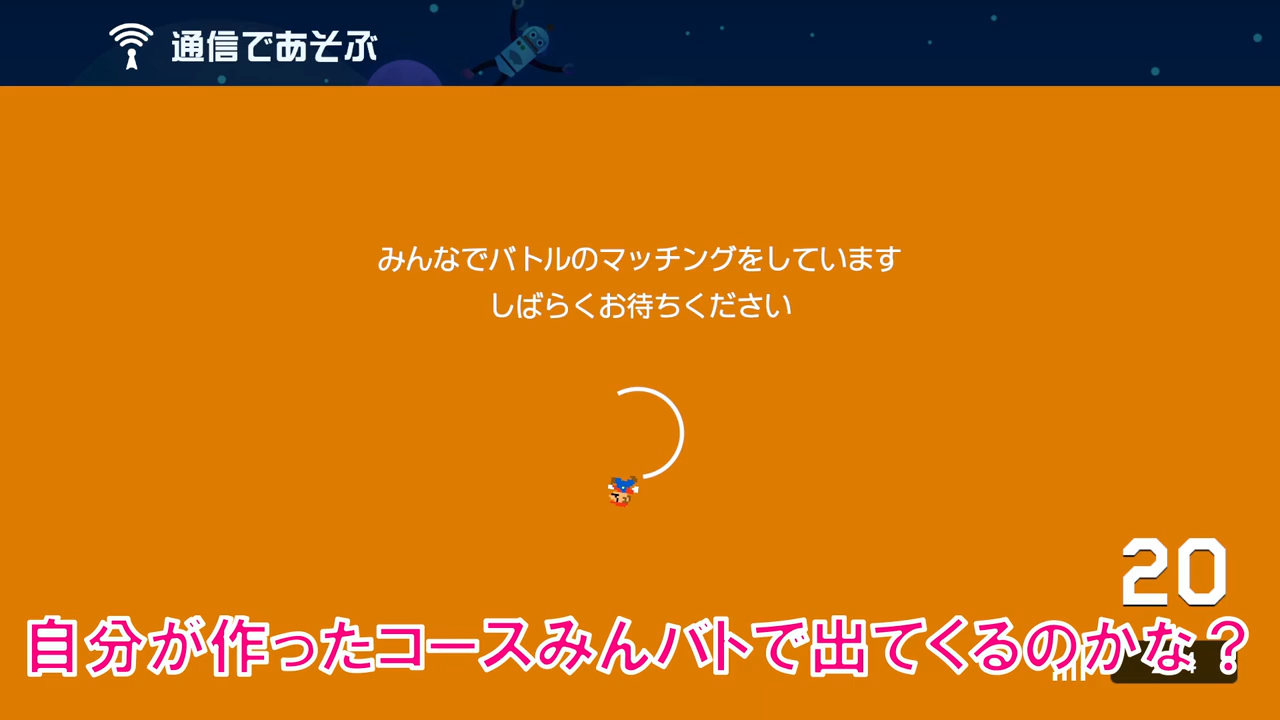 通信であそぶ
みんなでバトルのマッチングをしています
しばらくお待ちください
20
自分が作ったコースみんバトで出てくるのかな？